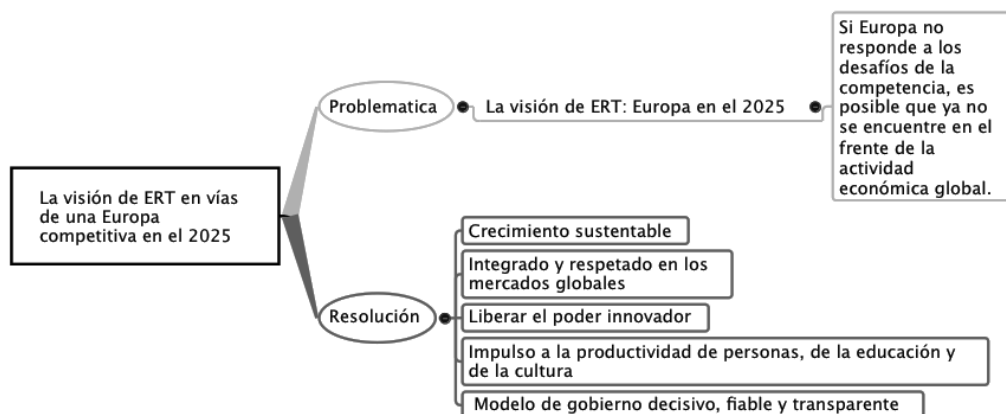 La visión de ERT en vías
de una Europa
competitiva en el 2025
Problematica
La visión de ERT: Europa en el 2025
Si Europa no
responde a los
desafíos de la
competencia, es
posible que ya no
se encuentre en el
frente de la
actividad
económica global.
Resolución
Crecimiento sustentable
Integrado y respetado en los
mercados globales
Liberar el poder innovador
Impulso a la productividad de personas, de la educación y
de la cultura
Modelo de gobierno decisivo, fiable y transparente